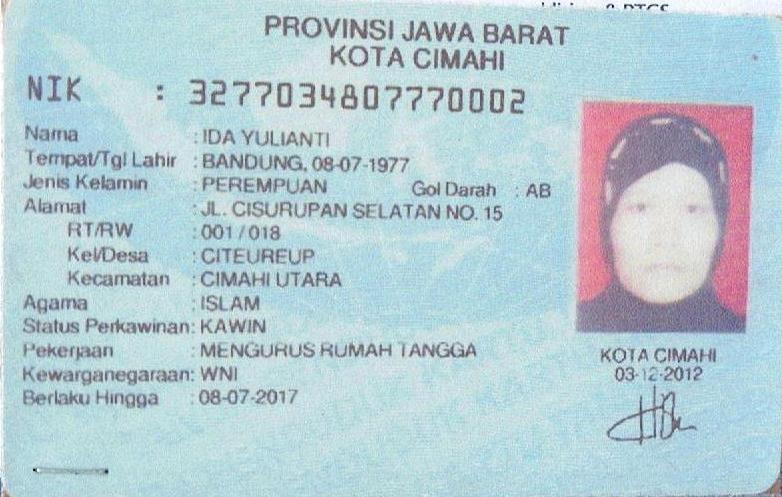 PROVINSI JAWA BARAT
KOTA CIMAHI
NIK : 3277034807770002
Nama : IDA YULIANTI
Tempat/Tgl Lahir : BANDUNG, 08-07-1977
Jenis Kelamin : PEREMPUAN Gol Darah : AB
Alamat : JL. CISURUPAN SELATAN NO. 15
RT/RW : 001 / 018
Kel/Desa : CITEUREUP
Kecamatan : CIMAHI UTARA
Agama : ISLAM
Status Perkawinan: KAWIN
Pekerjaan : MENGURUS RUMAH TANGGA
Kewarganegaraan: WNI
Berlaku Hingga : 08-07-2017
KOTA CIMAHI
03-12-2012